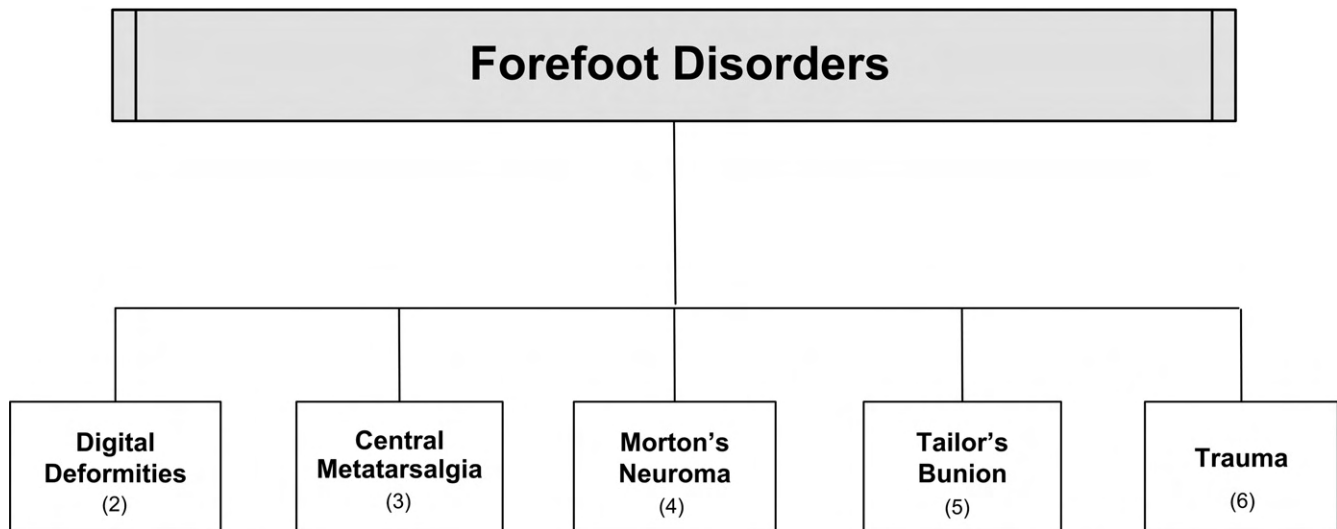 Forefoot Disorders
Digital
Deformities
(2)
Central
Metatarsalgia
(3)
Morton’s
Neuroma
(4)
Tailor’s
Bunion
(5)
Trauma
(6)